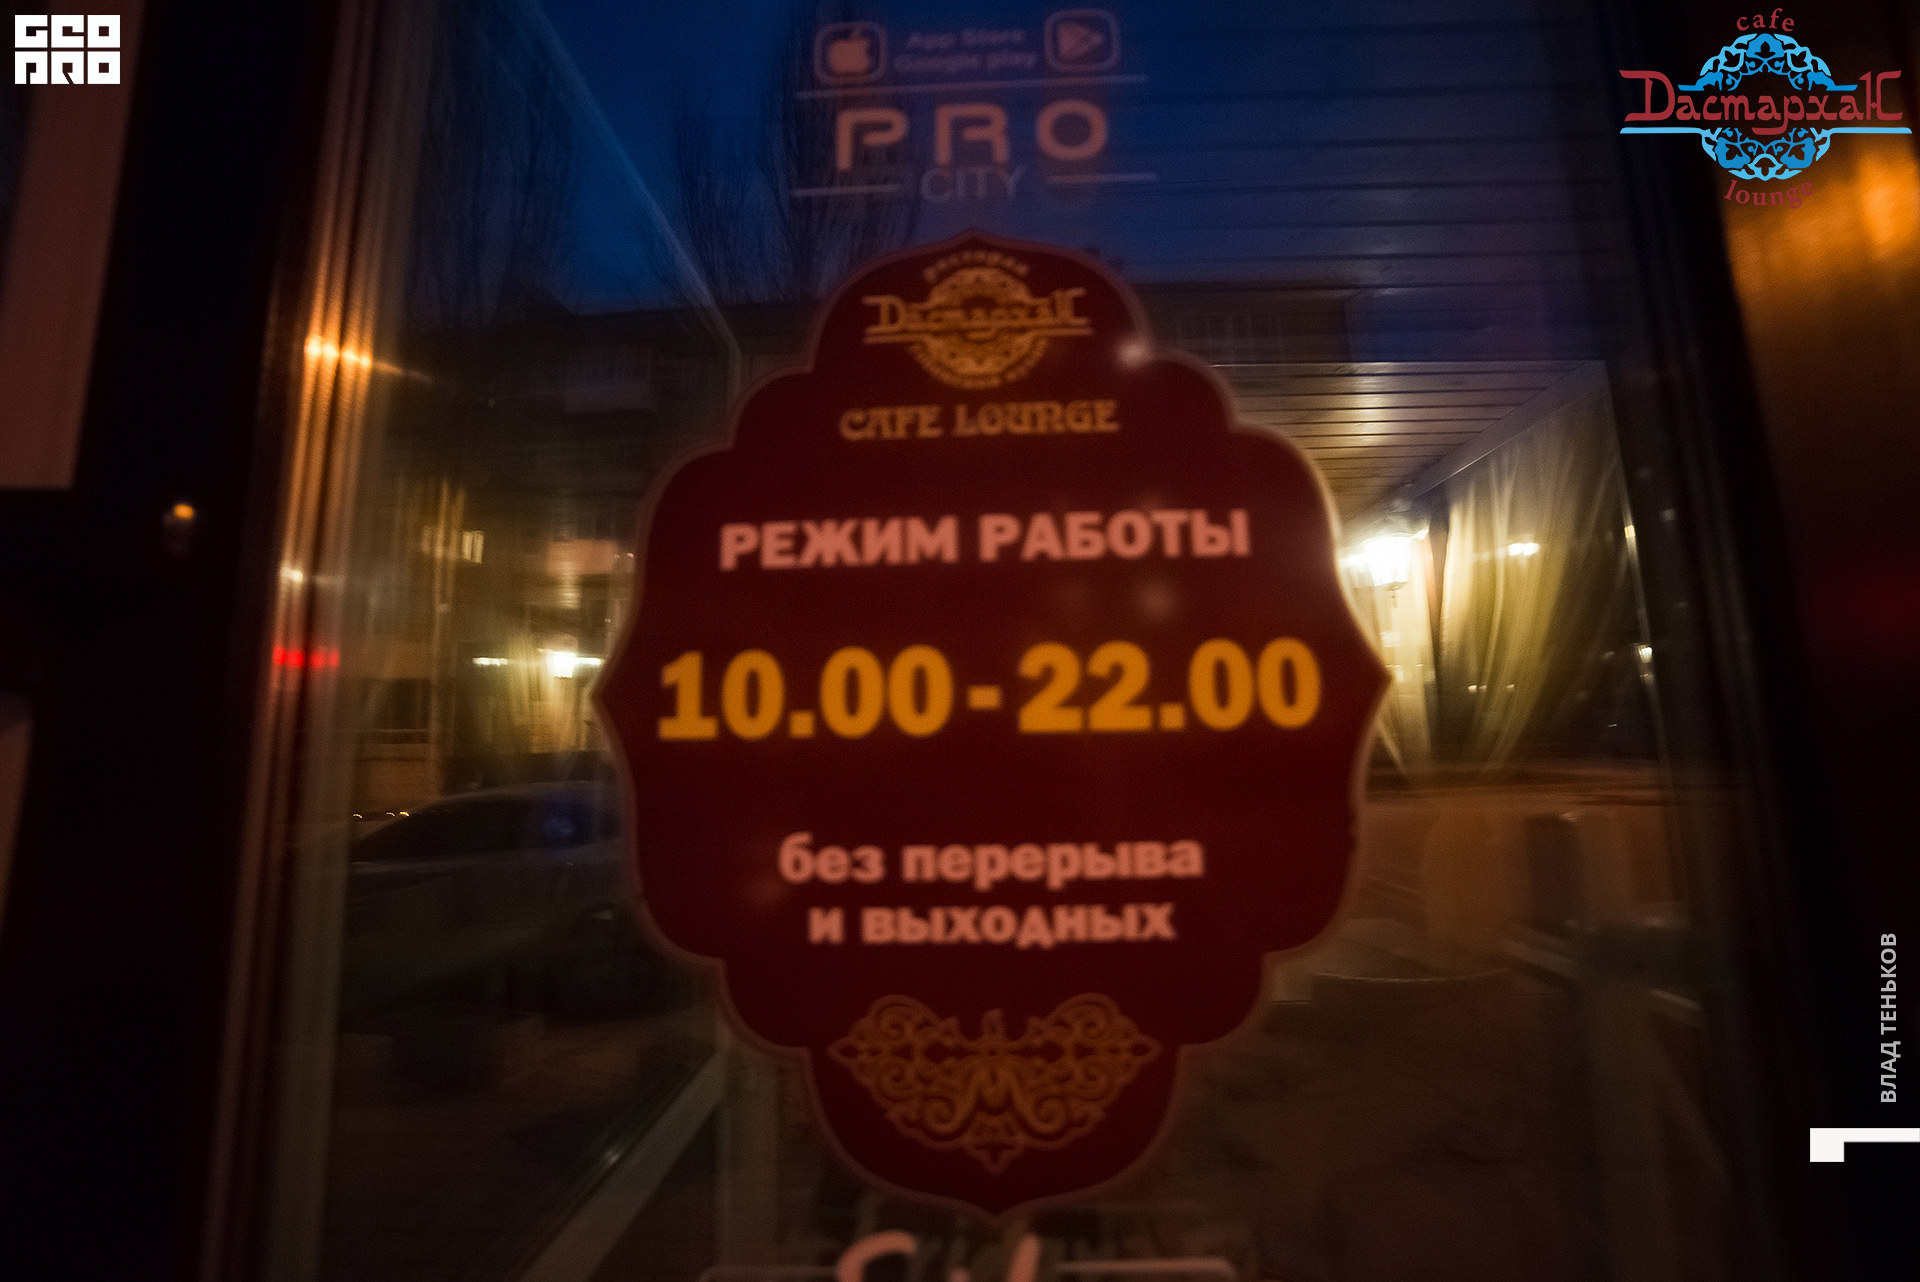 GEO
PRO
cafe
Дастархан
lounge
App Store
Google play
PRO
CITY
Дастархан
CAFE LOUNGE
РЕЖИМ РАБОТЫ
10.00-22.00
без перерыва
и выходных
ВЛАД ТЕНЬКОВ